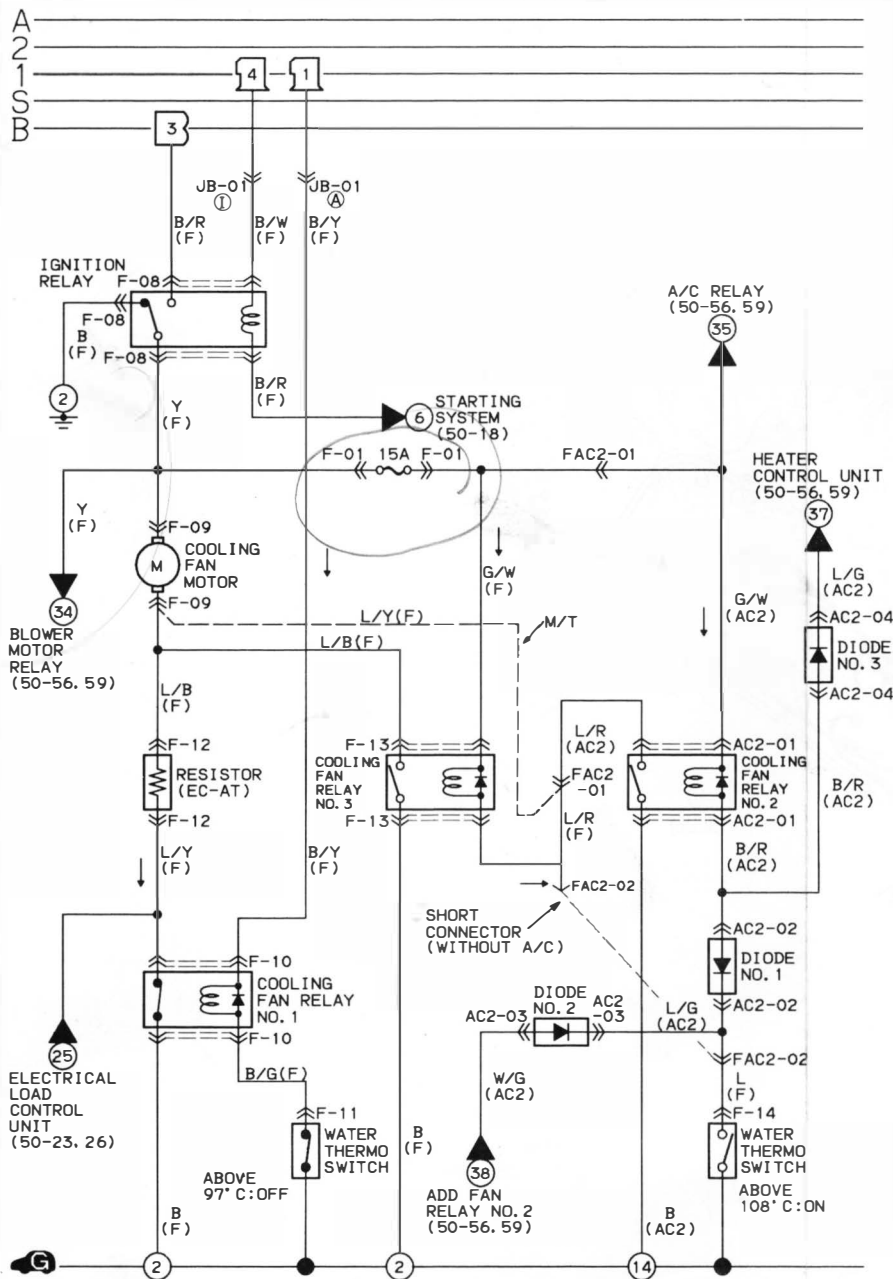 A
2
1
S
B
4
1
3
JB-01
I
JB-01
A
B/R
(F)
B/W
(F)
B/Y
(F)
IGNITION
RELAY
F-08
F-08
B
(F)
F-08
2
Y
(F)
B/R
(F)
6
STARTING
SYSTEM
(50-18)
A/C RELAY
(50-56.59)
35
F-01
15A
F-01
FAC2-01
HEATER
CONTROL UNIT
(50-56.59)
37
Y
(F)
F-09
M
COOLING
FAN
MOTOR
F-09
34
BLOWER
MOTOR
RELAY
(50-56.59)
L/Y(F)
L/B(F)
G/W
(F)
M/T
G/W
(AC2)
L/G
(AC2)
AC2-04
DIODE
NO.3
AC2-04
L/B
(F)
F-12
RESISTOR
(EC-AT)
F-12
F-13
COOLING
FAN
RELAY
NO.3
F-13
L/R
(AC2)
FAC2
-01
L/R
(F)
AC2-01
COOLING
FAN
RELAY
NO.2
AC2-01
B/R
(AC2)
B/R
(AC2)
L/Y
(F)
B/Y
(F)
FAC2-02
SHORT
CONNECTOR
(WITHOUT A/C)
AC2-02
DIODE
NO.1
AC2-02
F-10
COOLING
FAN RELAY
NO.1
F-10
DIODE
NO.2
AC2-03
AC2
-03
L/G
(AC2)
FAC2-02
25
ELECTRICAL
LOAD
CONTROL
UNIT
(50-23.26)
B/G(F)
F-11
WATER
THERMO
SWITCH
ABOVE
97°C:OFF
W/G
(AC2)
38
ADD FAN
RELAY NO.2
(50-56.59)
L
(F)
F-14
WATER
THERMO
SWITCH
ABOVE
108°C:ON
B
(F)
B
(F)
B
(AC2)
G
2
2
14